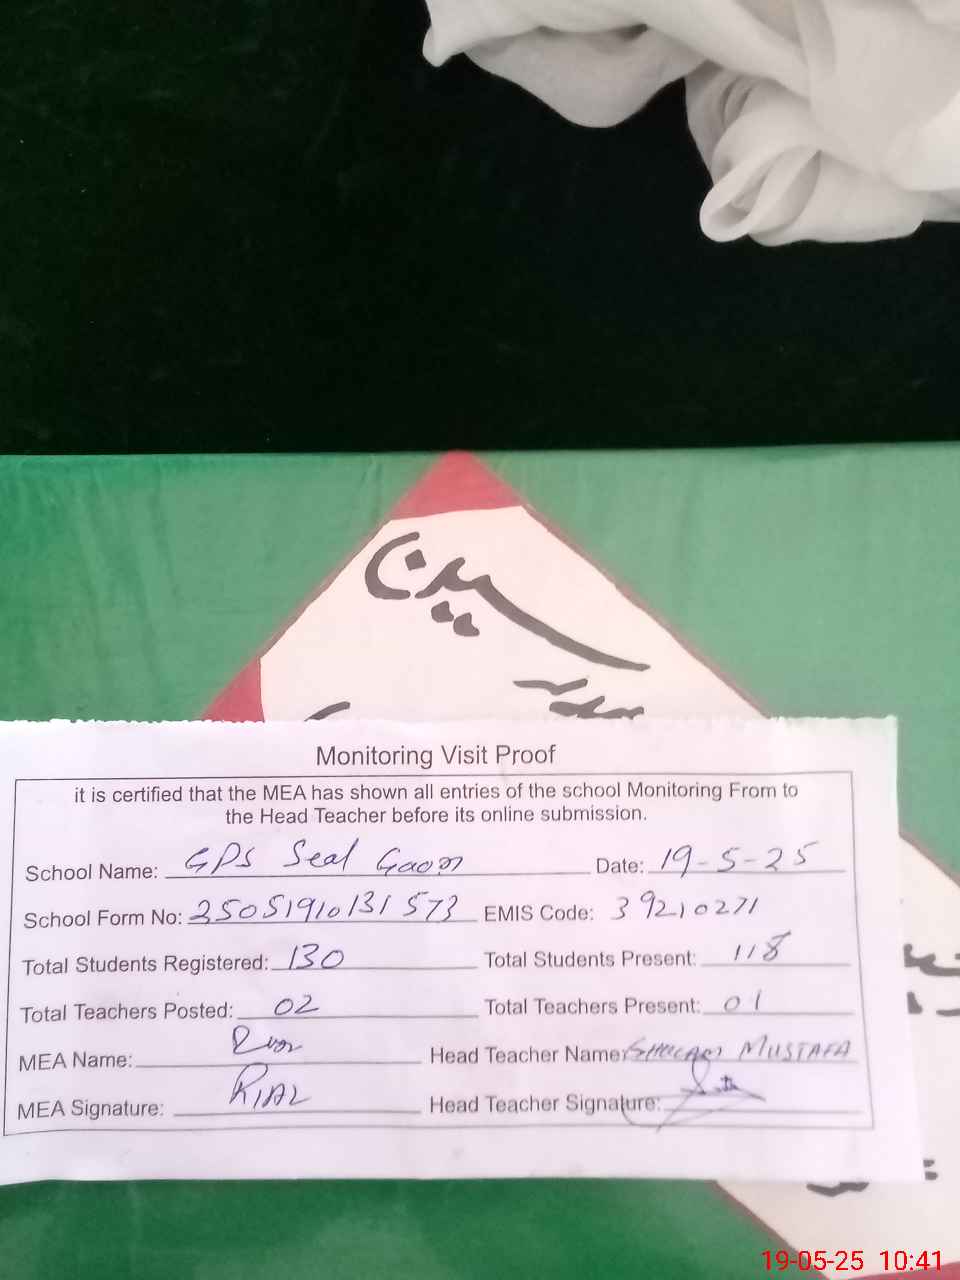 Monitoring Visit Proof
it is certified that the MEA has shown all entries of the school Monitoring From to
the Head Teacher before its online submission.
School Name: GPS Seal Gaon Date: 19-5-25
School Form No: 25051910131573 EMIS Code: 39210271
Total Students Registered: 130 Total Students Present: 118
Total Teachers Posted: 02 Total Teachers Present: 01
MEA Name: Head Teacher Name: GHULAM MUSTAFA
MEA Signature: Head Teacher Signature:
19-05-25 10:41